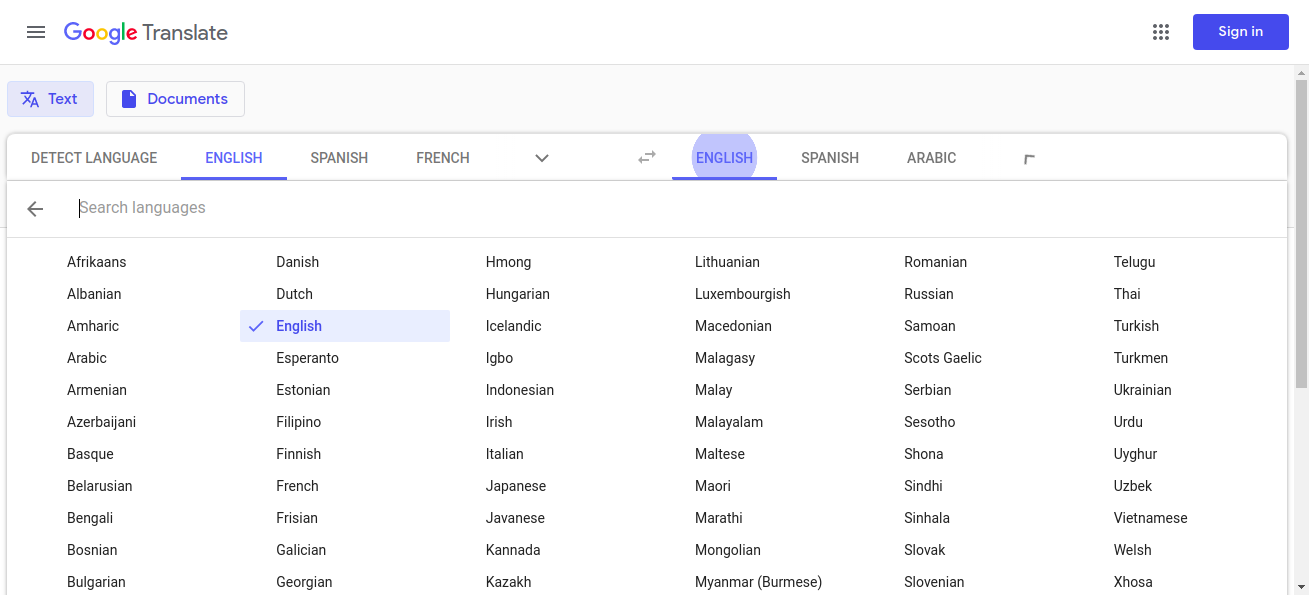 Google Translate
Sign in
Text
Documents
DETECT LANGUAGE ENGLISH SPANISH FRENCH ENGLISH SPANISH ARABIC
Search languages
Afrikaans Danish Hmong Lithuanian Romanian Telugu
Albanian Dutch Hungarian Luxembourgish Russian Thai
Amharic English Icelandic Macedonian Samoan Turkish
Arabic Esperanto Igbo Malagasy Scots Gaelic Turkmen
Armenian Estonian Indonesian Malay Serbian Ukrainian
Azerbaijani Filipino Irish Malayalam Sesotho Urdu
Basque Finnish Italian Maltese Shona Uyghur
Belarusian French Japanese Maori Sindhi Uzbek
Bengali Frisian Javanese Marathi Sinhala Vietnamese
Bosnian Galician Kannada Mongolian Slovak Welsh
Bulgarian Georgian Kazakh Myanmar (Burmese) Slovenian Xhosa